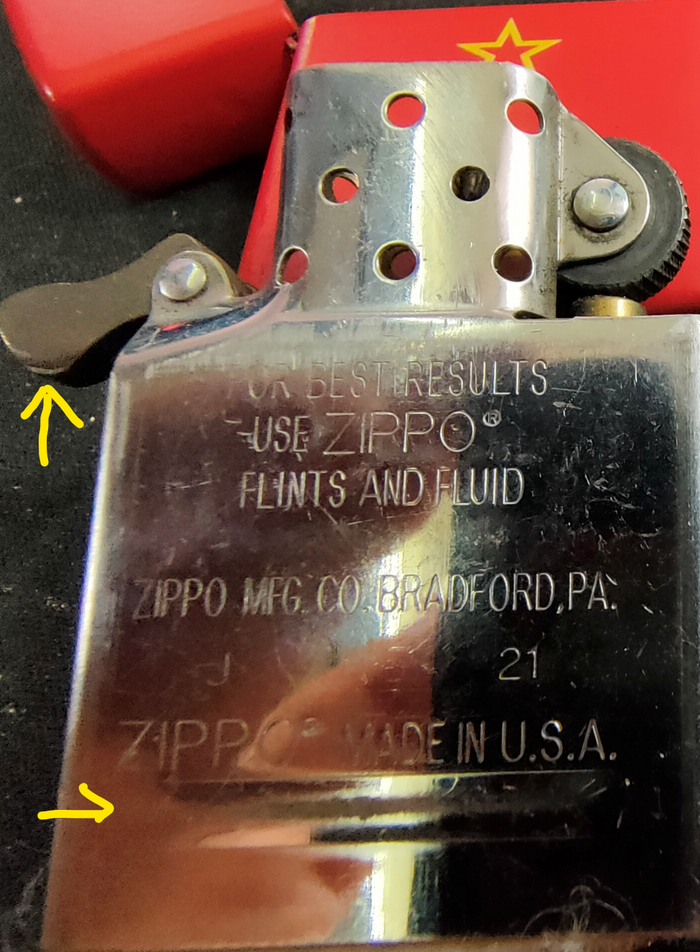 FOR BEST RESULTS
USE ZIPPO®
FLINTS AND FLUID
ZIPPO MFG. CO. BRADFORD, PA.
J 21
ZIPPO® MADE IN U.S.A.